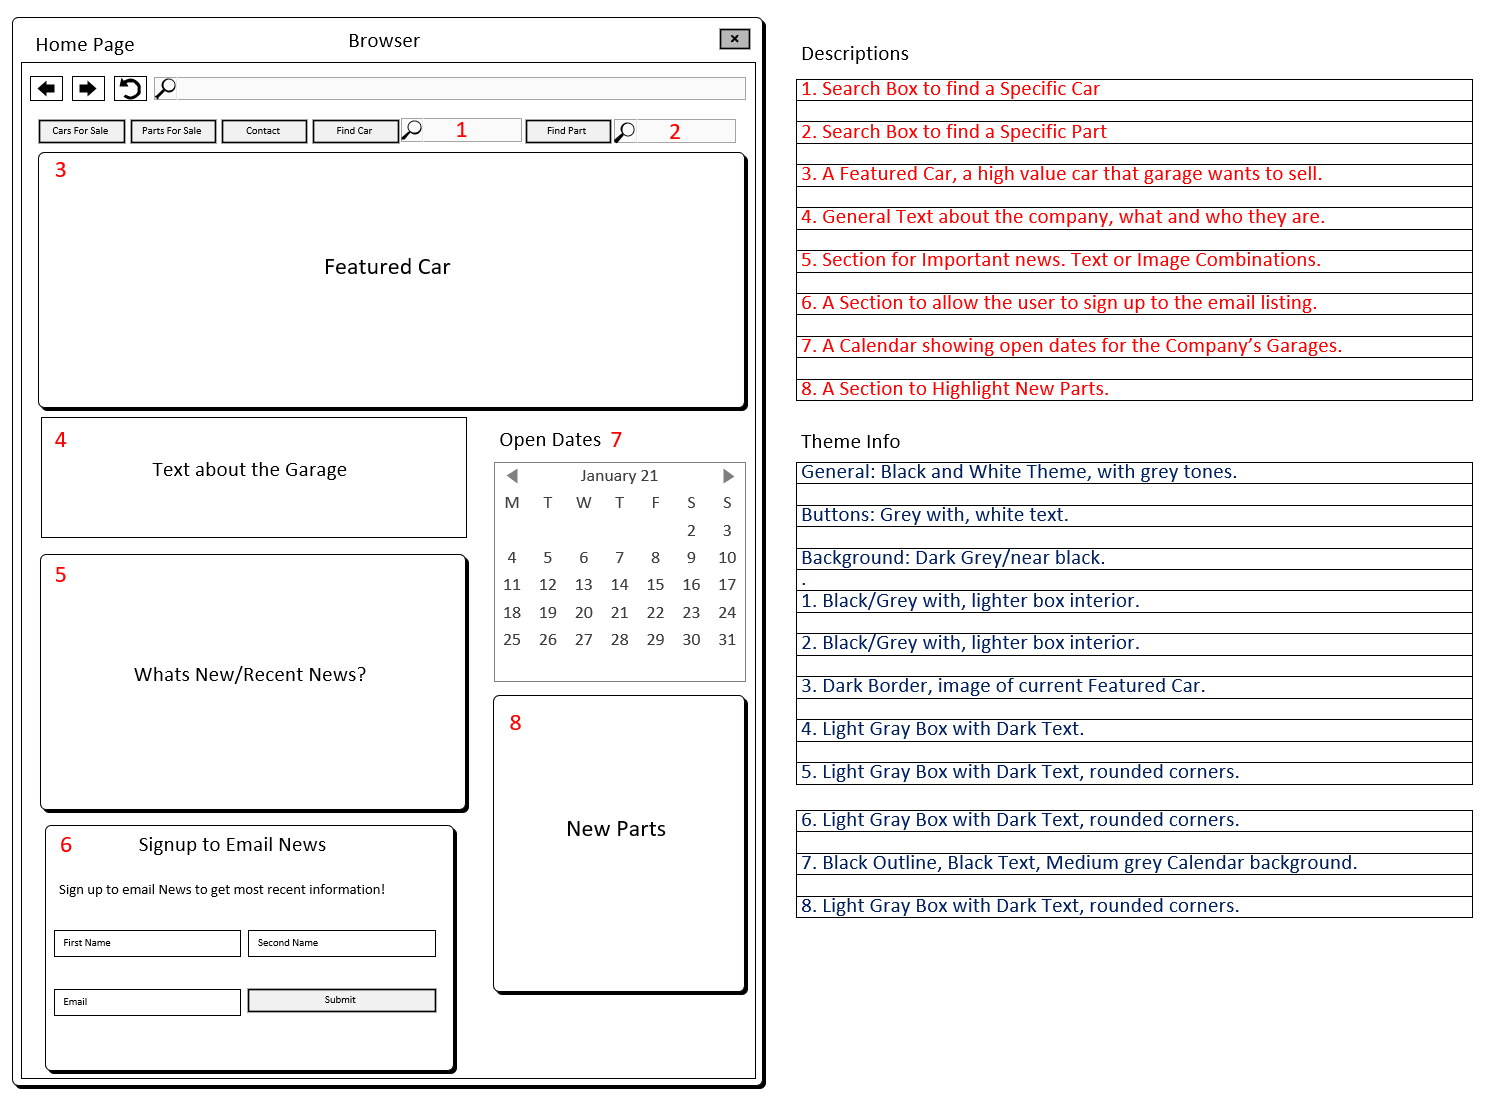 Home Page
Browser
Cars For Sale
Parts For Sale
Contact
Find Car
1
Find Part
2
3
Featured Car
4
Text about the Garage
5
Whats New/Recent News?
6
Signup to Email News
Sign up to email News to get most recent information!
First Name
Second Name
Email
Submit
Open Dates 7
January 21
M T W T F S S
2 3
4 5 6 7 8 9 10
11 12 13 14 15 16 17
18 19 20 21 22 23 24
25 26 27 28 29 30 31
8
New Parts
Descriptions
1. Search Box to find a Specific Car
2. Search Box to find a Specific Part
3. A Featured Car, a high value car that garage wants to sell.
4. General Text about the company, what and who they are.
5. Section for Important news. Text or Image Combinations.
6. A Section to allow the user to sign up to the email listing.
7. A Calendar showing open dates for the Company’s Garages.
8. A Section to Highlight New Parts.
Theme Info
General: Black and White Theme, with grey tones.
Buttons: Grey with, white text.
Background: Dark Grey/near black.
.
1. Black/Grey with, lighter box interior.
2. Black/Grey with, lighter box interior.
3. Dark Border, image of current Featured Car.
4. Light Gray Box with Dark Text.
5. Light Gray Box with Dark Text, rounded corners.
6. Light Gray Box with Dark Text, rounded corners.
7. Black Outline, Black Text, Medium grey Calendar background.
8. Light Gray Box with Dark Text, rounded corners.